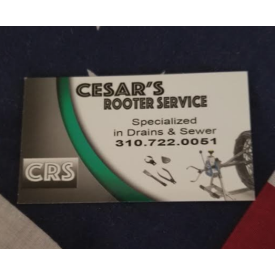 CESAR'S
ROOTER SERVICE
Specialized
in Drains & Sewer
310.722.0051
CRS